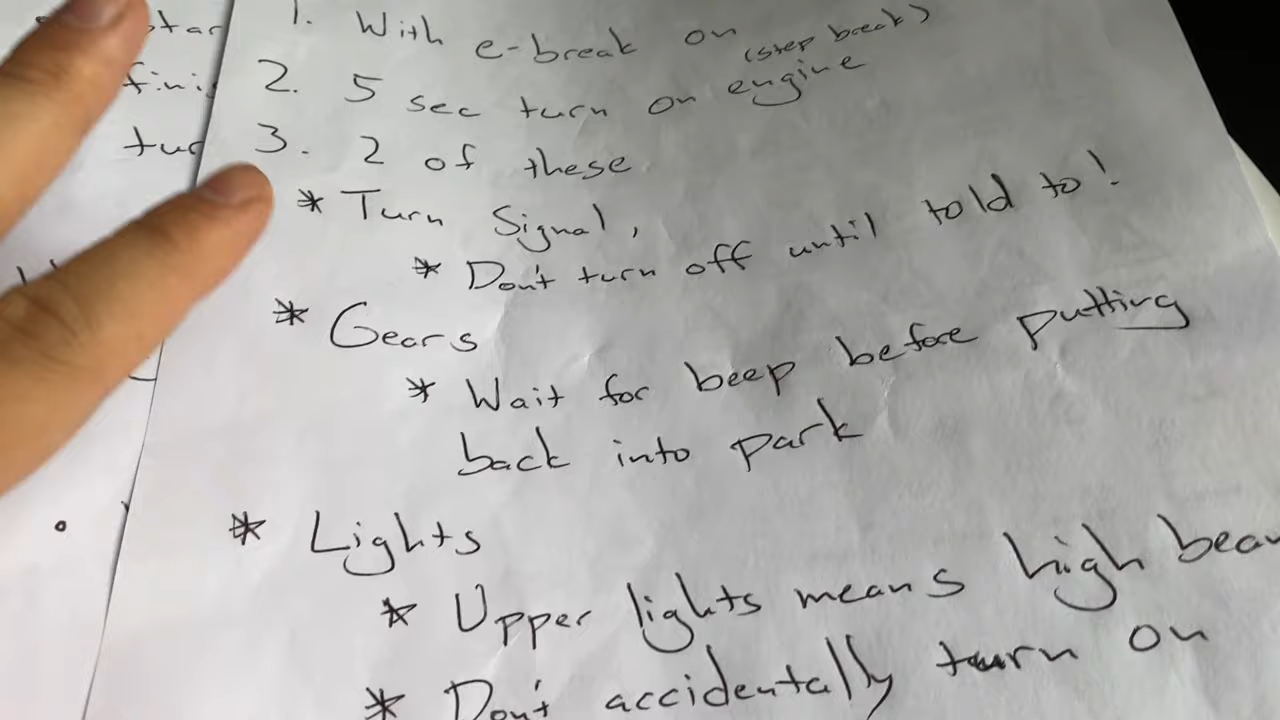 1. With e-break on
(step break)
2. 5 sec turn on engine
3. 2 of these
* Turn Signal,
* Don't turn off until told to!
* Gears
* Wait for beep before putting
back into park
* Lights
* Upper lights means high
* Don't accidentally turn on